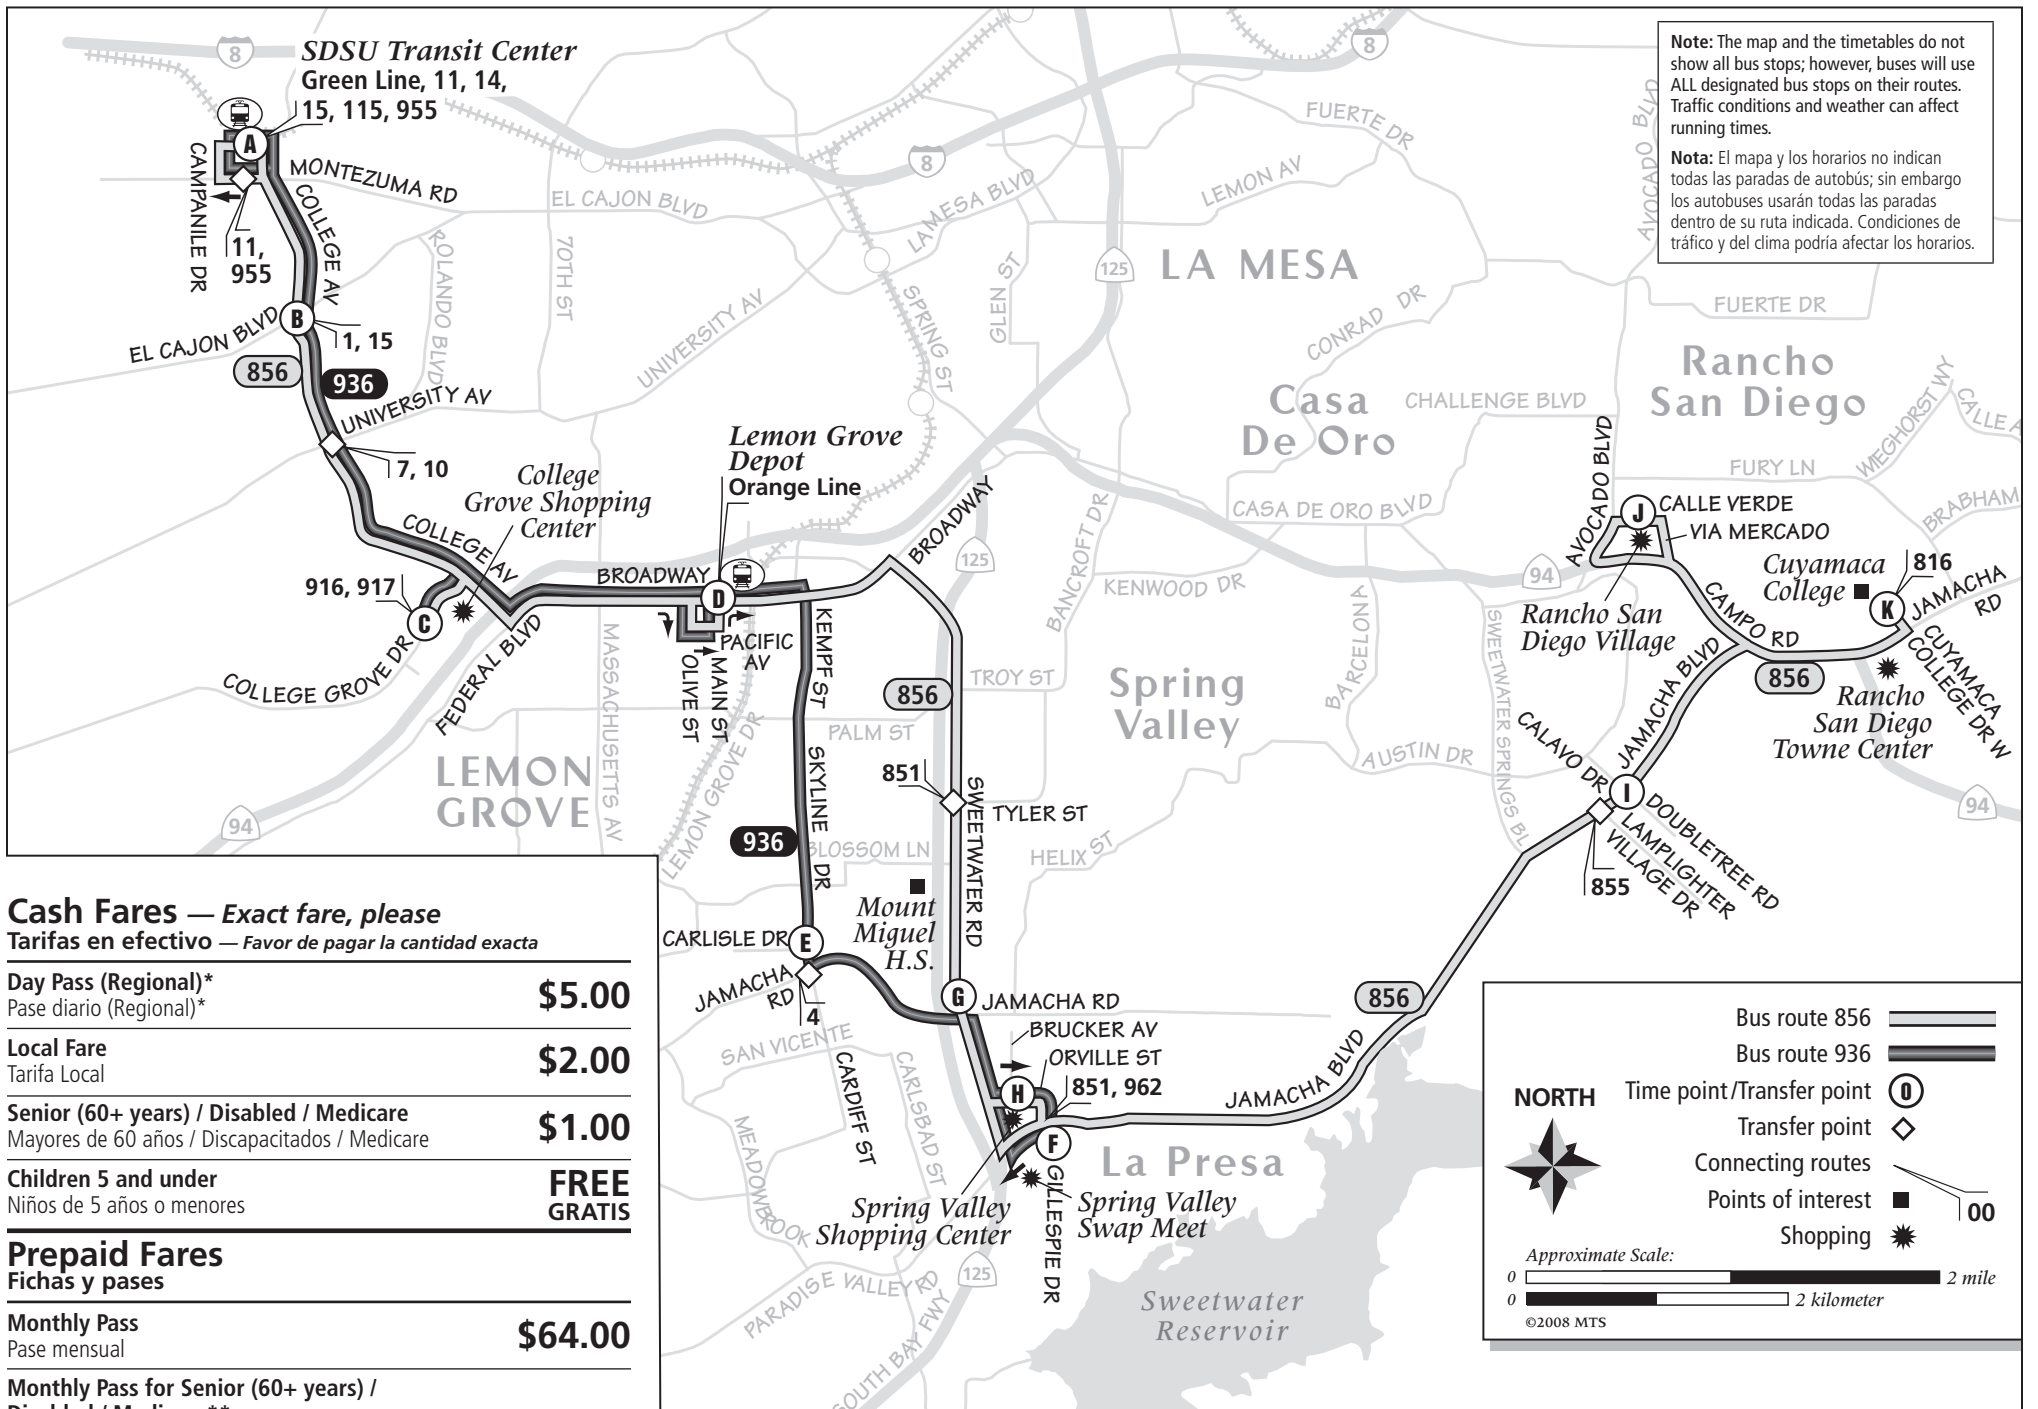 8
SDSU Transit Center
Green Line, 11, 14,
15, 115, 955
A
CAMPANILE DR
MONTEZUMA RD
COLLEGE AV
11,
955
EL CAJON BLVD
B
1, 15
856
936
UNIVERSITY AV
7, 10
ROLANDO BLVD
70TH ST
EL CAJON BLVD
UNIVERSITY AV
8
LA MESA BLVD
SPRING ST
GLEN ST
125
LA MESA
8
FUERTE DR
LEMON AV
CONRAD DR
AVOCADO BLVD
Note: The map and the timetables do not
show all bus stops; however, buses will use
ALL designated bus stops on their routes.
Traffic conditions and weather can affect
running times.
Nota: El mapa y los horarios no indican
todas las paradas de autobús; sin embargo
los autobuses usarán todas las paradas
dentro de su ruta indicada. Condiciones de
tráfico y del clima podría afectar los horarios.
FUERTE DR
Rancho
San Diego
Casa
De Oro
CHALLENGE BLVD
WIEGHORST WY
CALLE A
FURY LN
BRABHAM
CASA DE ORO BLVD
College
Grove Shopping
Center
COLLEGE AV
916, 917
C
COLLEGE GROVE DR
FEDERAL BLVD
Lemon Grove
Depot
Orange Line
BROADWAY
D
PACIFIC
AV
MAIN ST
OLIVE ST
MASSACHUSETTS AV
LEMON GROVE DR
LEMON
GROVE
94
KEMPF ST
SKYLINE DR
BROADWAY
125
BANCROFT DR
KENWOOD DR
94
AVOCADO BLVD
J
CALLE VERDE
VIA MERCADO
Rancho San
Diego Village
Cuyamaca
College
816
K
JAMACHA
RD
CUYAMACA
COLLEGE DR W
CAMPO RD
856
Rancho
San Diego
Towne Center
94
JAMACHA BLVD
CALAVO DR
I
DOUBLETREE RD
LAMPLIGHTER
VILLAGE DR
855
SWEETWATER SPRINGS BL
BARCELONA
AUSTIN DR
Spring
Valley
TROY ST
856
PALM ST
851
TYLER ST
SWEETWATER RD
HELIX ST
936
BLOSSOM LN
Mount
Miguel
H.S.
CARLISLE DR
E
JAMACHA
RD
4
SAN VICENTE
CARDIFF ST
CARLSBAD ST
MEADOWBROOK
PARADISE VALLEY RD
SOUTH BAY FWY
125
G
JAMACHA RD
BRUCKER AV
ORVILLE ST
H
851, 962
F
GILLESPIE DR
Spring Valley
Shopping Center
Spring Valley
Swap Meet
La Presa
JAMACHA BLVD
856
Sweetwater
Reservoir
Cash Fares — Exact fare, please
Tarifas en efectivo — Favor de pagar la cantidad exacta
Day Pass (Regional)*
Pase diario (Regional)*
$5.00
Local Fare
Tarifa Local
$2.00
Senior (60+ years) / Disabled / Medicare
Mayores de 60 años / Discapacitados / Medicare
$1.00
Children 5 and under
Niños de 5 años o menores
FREE
GRATIS
Prepaid Fares
Fichas y pases
Monthly Pass
Pase mensual
$64.00
Monthly Pass for Senior (60+ years) /
Bus route 856
Bus route 936
Time point/Transfer point 0
Transfer point
Connecting routes
00
Points of interest
Shopping
NORTH
Approximate Scale:
0 2 mile
0 2 kilometer
©2008 MTS